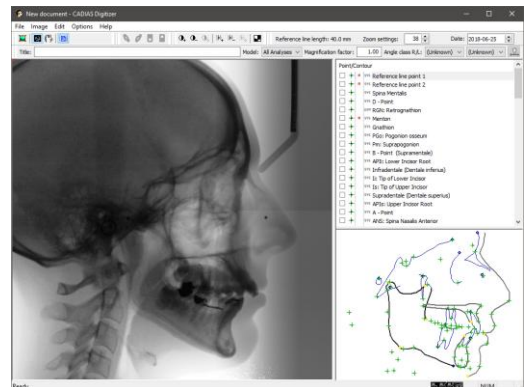 New document - CADIAS Digitizer
File Image Edit Options Help
Reference line length: 40.0 mm Zoom settings: 38 Date: 2018-06-25
Title: Model: All Analyses Magnification factor: 1.00 Angle class R/L: (Unknown) (Unknown)
Point/Contour
Reference line point 1
Reference line point 2
Spina Mentalis
D - Point
RGN: Retrognathion
Menton
Gnathion
PGo: Pogonion osseum
Pm: Suprapogonion
B - Point (Supramentale)
APIi: Lower Incisor Root
Infradentale (Dentale inferius)
Ii: Tip of Lower Incisor
Is: Tip of Upper Incisor
Supradentale (Dentale superius)
APIs: Upper Incisor Root
A - Point
ANS: Spina Nasalis Anterior
Ready
NUM